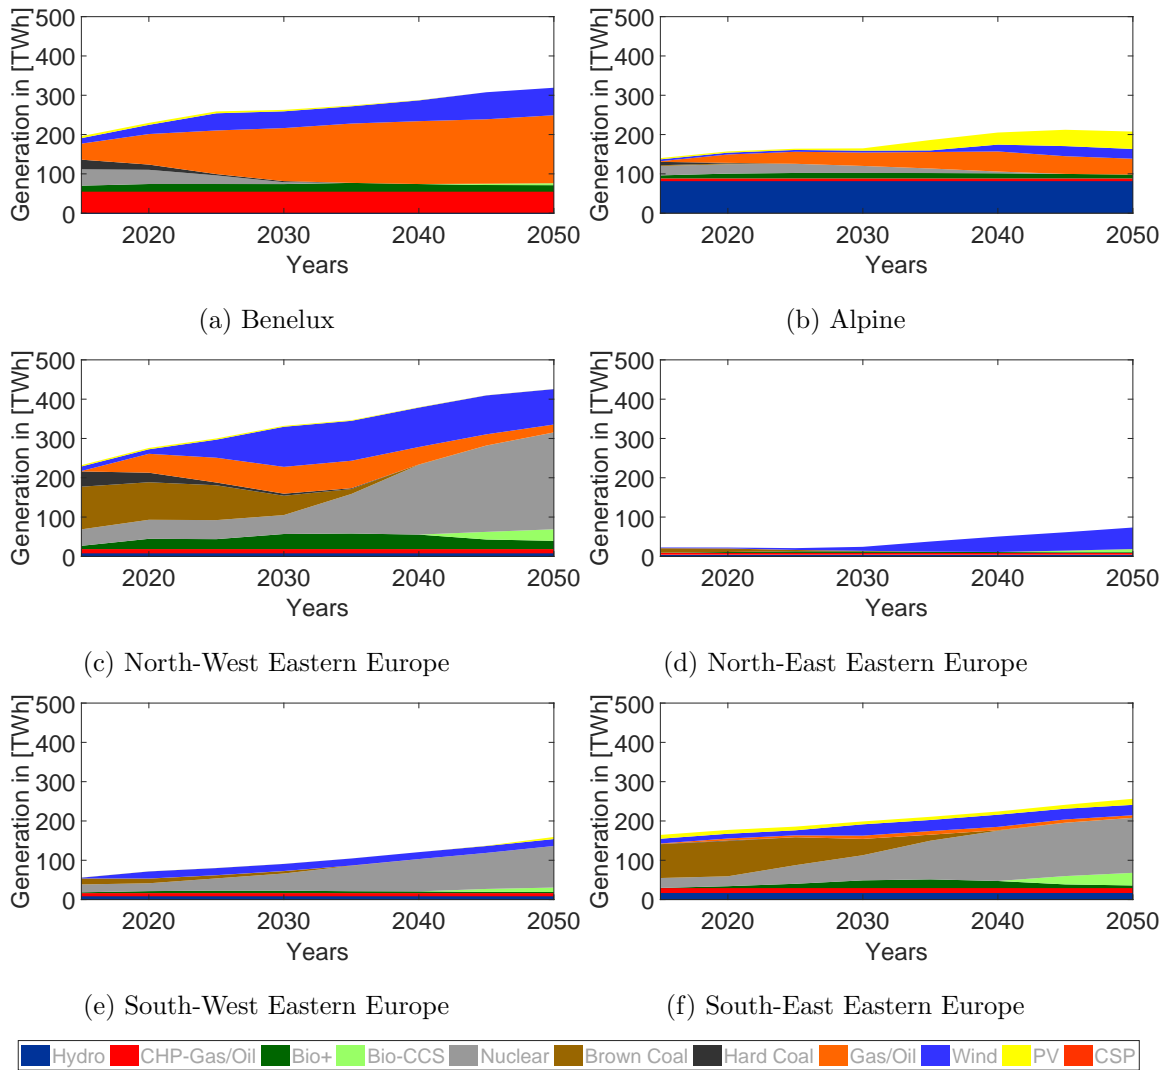 500
400
300
200
100
0
Generation in [TWh]
2020 2030 2040 2050
Years
(a) Benelux
500
400
300
200
100
0
Generation in [TWh]
2020 2030 2040 2050
Years
(b) Alpine
500
400
300
200
100
0
Generation in [TWh]
2020 2030 2040 2050
Years
(c) North-West Eastern Europe
500
400
300
200
100
0
Generation in [TWh]
2020 2030 2040 2050
Years
(d) North-East Eastern Europe
500
400
300
200
100
0
Generation in [TWh]
2020 2030 2040 2050
Years
(e) South-West Eastern Europe
500
400
300
200
100
0
Generation in [TWh]
2020 2030 2040 2050
Years
(f) South-East Eastern Europe
Hydro CHP-Gas/Oil Bio+ Bio-CCS Nuclear Brown Coal Hard Coal Gas/Oil Wind PV CSP